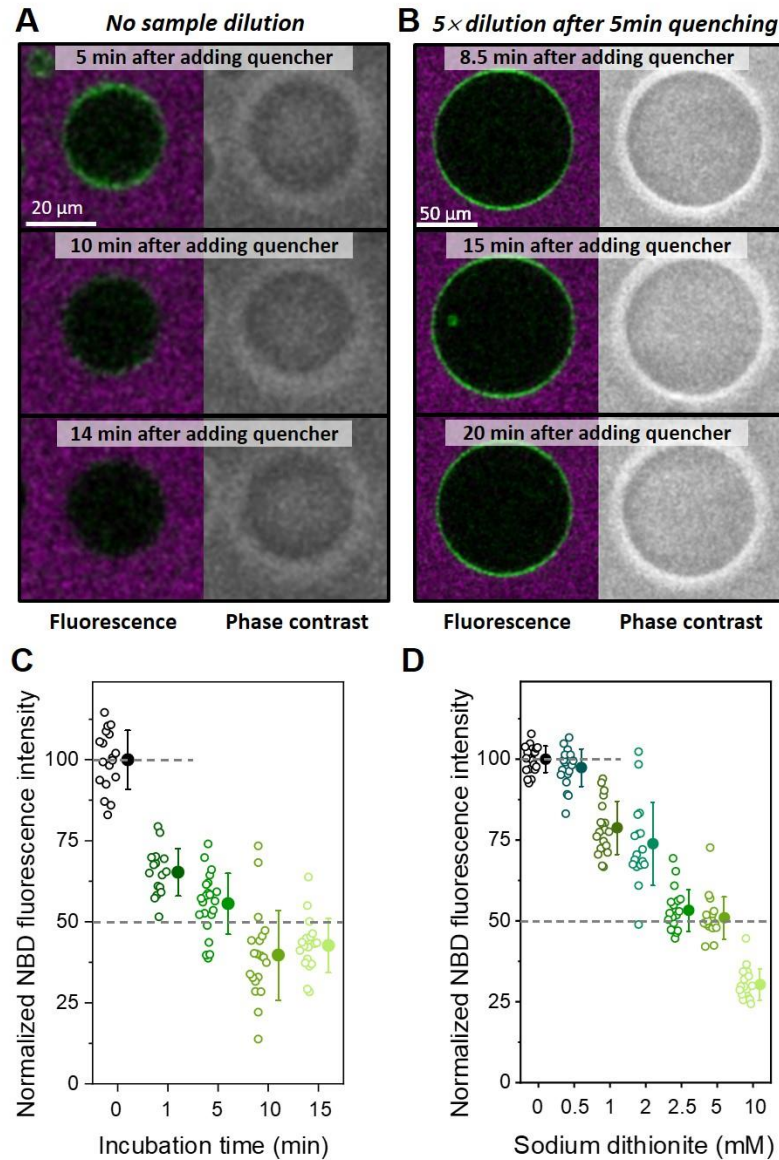 A
No sample dilution
5 min after adding quencher
20 µm
10 min after adding quencher
14 min after adding quencher
Fluorescence
Phase contrast
B
5× dilution after 5min quenching
8.5 min after adding quencher
50 µm
15 min after adding quencher
20 min after adding quencher
Fluorescence
Phase contrast
C
Normalized NBD fluorescence intensity
100
75
50
25
0
0 1 5 10 15
Incubation time (min)
D
Normalized NBD fluorescence intensity
100
75
50
25
0
0 0.5 1 2 2.5 5 10
Sodium dithionite (mM)